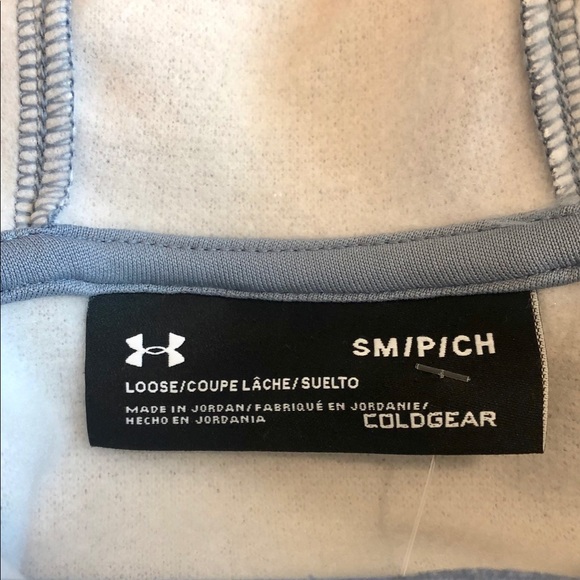 SM/P/CH
LOOSE/COUPE LÂCHE/SUELTO
MADE IN JORDAN/FABRIQUÉ EN JORDANIE/
HECHO EN JORDANIA
COLDGEAR